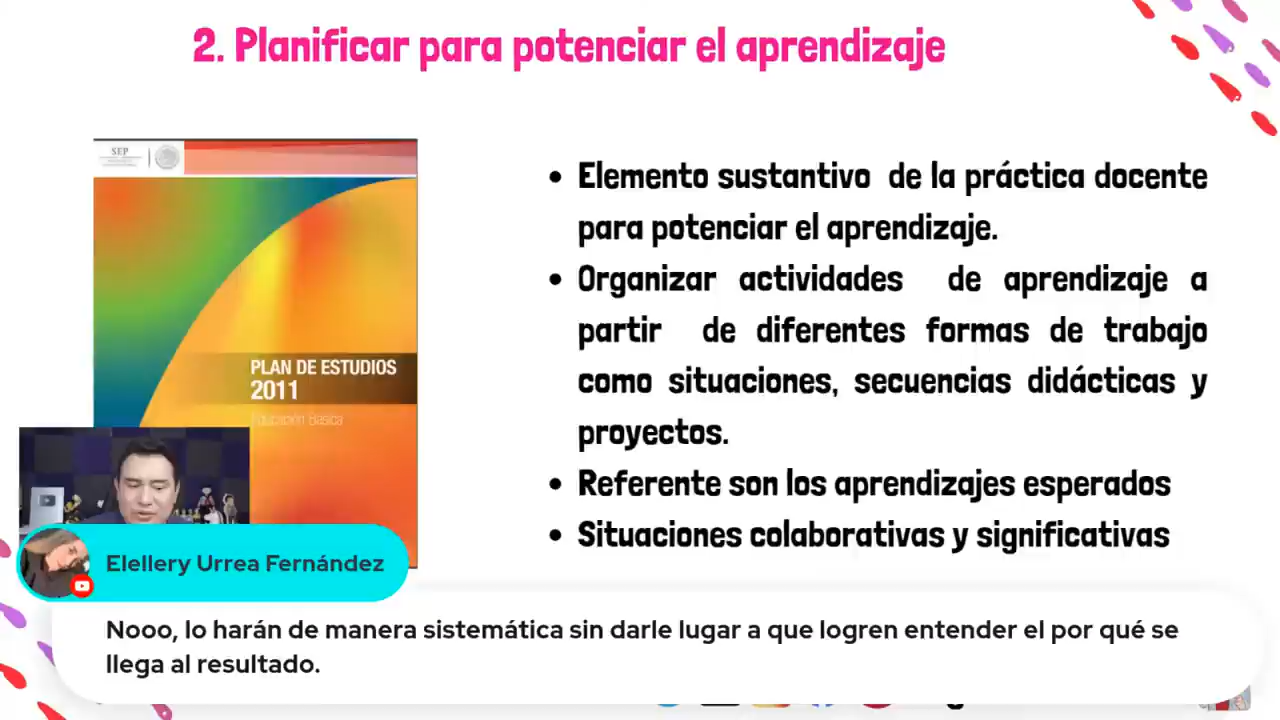 2. Planificar para potenciar el aprendizaje
SEP
PLAN DE ESTUDIOS
2011
Educación Básica
• Elemento sustantivo de la práctica docente
para potenciar el aprendizaje.
• Organizar actividades de aprendizaje a
partir de diferentes formas de trabajo
como situaciones, secuencias didácticas y
proyectos.
• Referente son los aprendizajes esperados
• Situaciones colaborativas y significativas
Elellery Urrea Fernández
Nooo, lo harán de manera sistemática sin darle lugar a que logren entender el por qué se
llega al resultado.